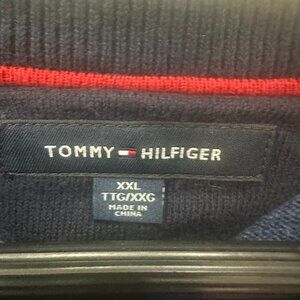 TOMMY HILFIGER
XXL
TTG/XXG
MADE IN
CHINA